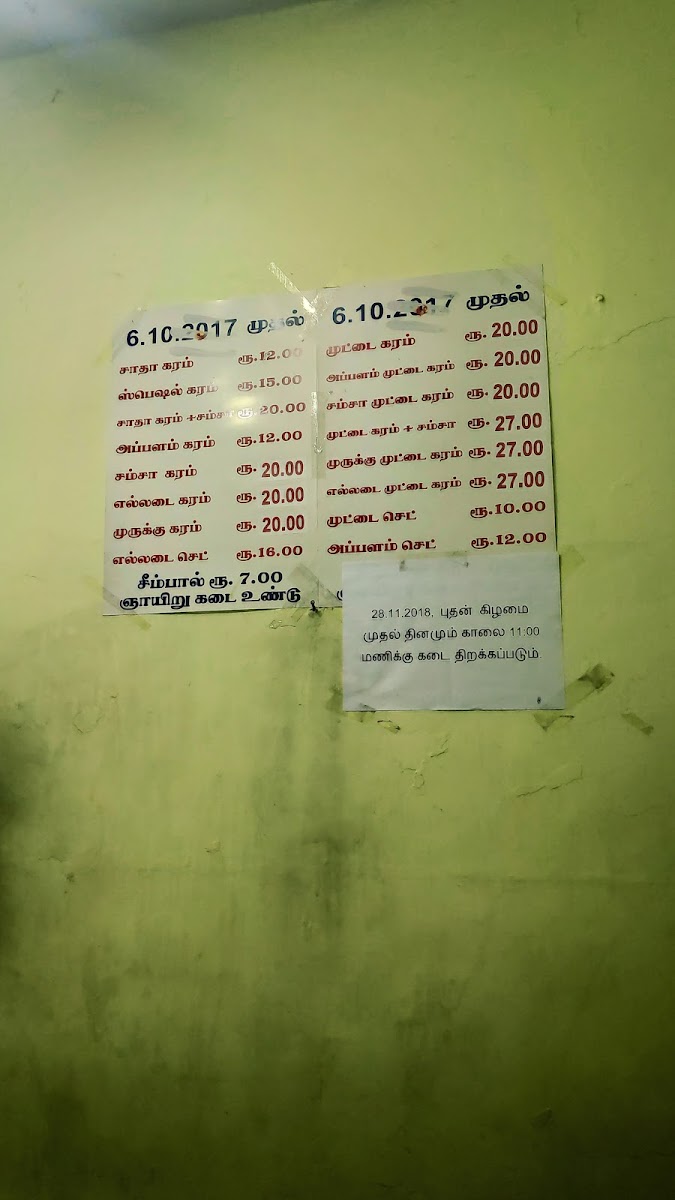 6.10.2017 முதல்
சாதா கரம் ரூ.12.00
ஸ்பெஷல் கரம் ரூ.15.00
சாதா கரம் +சம்சா ரூ.20.00
அப்பளம் கரம் ரூ.12.00
சம்சா கரம் ரூ. 20.00
எல்லடை கரம் ரூ. 20.00
முருக்கு கரம் ரூ. 20.00
எல்லடை செட் ரூ.16.00
சீம்பால் ரூ. 7.00
ஞாயிறு கடை உண்டு
6.10.2017 முதல்
முட்டை கரம் ரூ. 20.00
அப்பளம் முட்டை கரம் ரூ. 20.00
சம்சா முட்டை கரம் ரூ. 20.00
முட்டை கரம் + சம்சா ரூ. 27.00
முருக்கு முட்டை கரம் ரூ. 27.00
எல்லடை முட்டை கரம் ரூ. 27.00
முட்டை செட் ரூ.10.00
அப்பளம் செட் ரூ.12.00
28.11.2018, புதன் கிழமை
முதல் தினமும் காலை 11:00
மணிக்கு கடை திறக்கப்படும்.